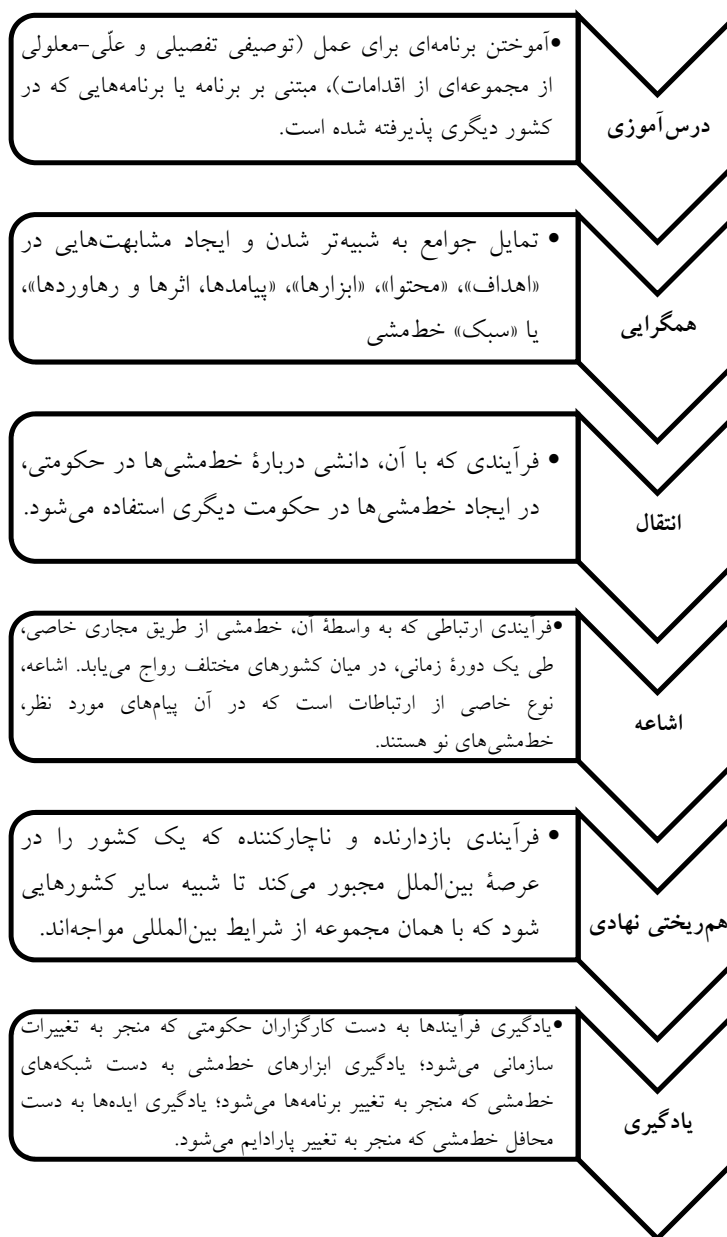 درس‌آموزی
•آموختن برنامه‌ای برای عمل (توصیفی تفصیلی و علّی-معلولی
از مجموعه‌ای از اقدامات)، مبتنی بر برنامه یا برنامه‌هایی که در
کشور دیگری پذیرفته شده است.
همگرایی
• تمایل جوامع به شبیه‌تر شدن و ایجاد مشابهت‌هایی در
«اهداف»، «محتوا»، «ابزارها»، «پیامدها، اثرها و رهاوردها»،
یا «سبک» خط‌مشی
انتقال
• فرآیندی که با آن، دانشی دربارۀ خط‌مشی‌ها در حکومتی،
در ایجاد خط‌مشی‌ها در حکومت دیگری استفاده می‌شود.
اشاعه
•فرآیندی ارتباطی که به واسطۀ آن، خط‌مشی از طریق مجاری خاصی،
طی یک دورۀ زمانی، در میان کشورهای مختلف رواج می‌یابد. اشاعه،
نوع خاصی از ارتباطات است که در آن پیام‌های مورد نظر،
خط‌مشی‌های نو هستند.
هم‌ریختی نهادی
• فرآیندی بازدارنده و ناچارکننده که یک کشور را در
عرصۀ بین‌الملل مجبور می‌کند تا شبیه سایر کشورهایی
شود که با همان مجموعه از شرایط بین‌المللی مواجه‌اند.
یادگیری
•یادگیری فرآیندها به دست کارگزاران حکومتی که منجر به تغییرات
سازمانی می‌شود؛ یادگیری ابزارهای خط‌مشی به دست شبکه‌های
خط‌مشی که منجر به تغییر برنامه‌ها می‌شود؛ یادگیری ایده‌ها به دست
محافل خط‌مشی که منجر به تغییر پارادایم می‌شود.